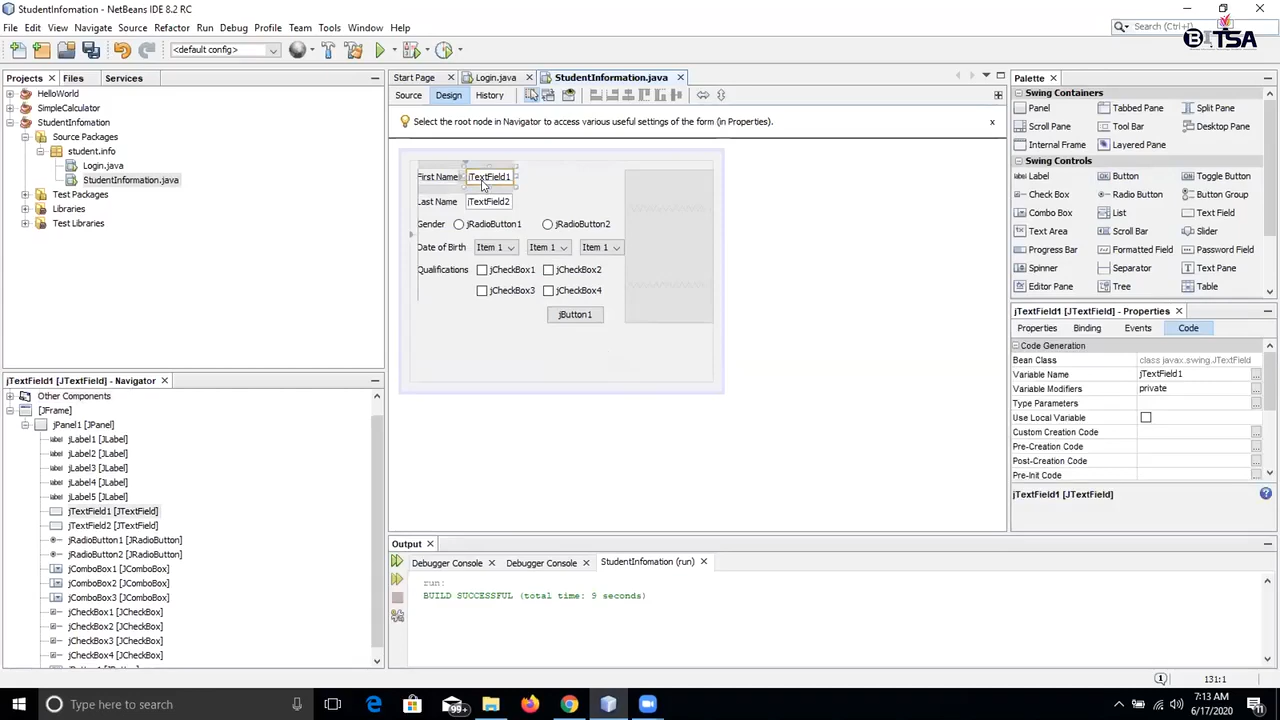 StudentInfomation - NetBeans IDE 8.2 RC
File Edit View Navigate Source Refactor Run Debug Profile Team Tools Window Help
Search (Ctrl+I)
TSA
<default config>
Projects Files Services
Start Page Login.java StudentInformation.java
Palette
HelloWorld
SimpleCalculator
StudentInfomation
Source Packages
student.info
Login.java
StudentInformation.java
Test Packages
Libraries
Test Libraries
Source Design History
Select the root node in Navigator to access various useful settings of the form (in Properties). x
First Name jTextField1
Last Name jTextField2
Gender jRadioButton1 jRadioButton2
Date of Birth Item 1 Item 1 Item 1
Qualifications jCheckBox1 jCheckBox2
jCheckBox3 jCheckBox4
jButton1
Swing Containers
Panel Tabbed Pane Split Pane
Scroll Pane Tool Bar Desktop Pane
Internal Frame Layered Pane
Swing Controls
Label Button Toggle Button
Check Box Radio Button Button Group
Combo Box List Text Field
Text Area Scroll Bar Slider
Progress Bar Formatted Field Password Field
Spinner Separator Text Pane
Editor Pane Tree Table
jTextField1 [JTextField] - Properties
Properties Binding Events Code
Code Generation
Bean Class class javax.swing.JTextField
Variable Name jTextField1
Variable Modifiers private
Type Parameters
Use Local Variable
Custom Creation Code
Pre-Creation Code
Post-Creation Code
Pre-Init Code
jTextField1 [JTextField]
jTextField1 [JTextField] - Navigator
Other Components
[JFrame]
jPanel1 [JPanel]
jLabel1 [JLabel]
jLabel2 [JLabel]
jLabel3 [JLabel]
jLabel4 [JLabel]
jLabel5 [JLabel]
jTextField1 [JTextField]
jTextField2 [JTextField]
jRadioButton1 [JRadioButton]
jRadioButton2 [JRadioButton]
jComboBox1 [JComboBox]
jComboBox2 [JComboBox]
jComboBox3 [JComboBox]
jCheckBox1 [JCheckBox]
jCheckBox2 [JCheckBox]
jCheckBox3 [JCheckBox]
jCheckBox4 [JCheckBox]
Output
Debugger Console Debugger Console StudentInfomation (run)
run:
BUILD SUCCESSFUL (total time: 9 seconds)
131:1
Type here to search
99+
7:13 AM
6/17/2020